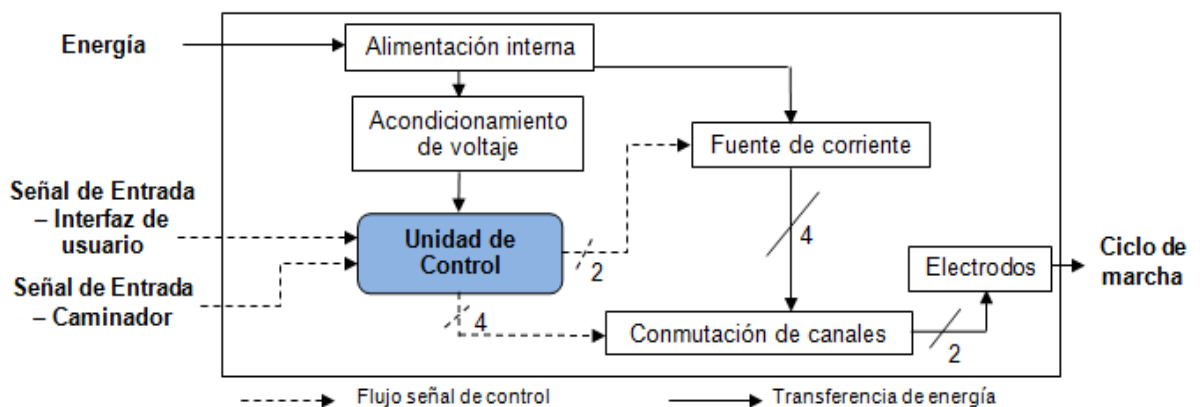 Energía
Alimentación interna
Acondicionamiento
de voltaje
Fuente de corriente
Señal de Entrada
– Interfaz de
usuario
Unidad de
Control
2
4
Señal de Entrada
– Caminador
4
Electrodos
Ciclo de
marcha
Conmutación de canales
2
Flujo señal de control
Transferencia de energía